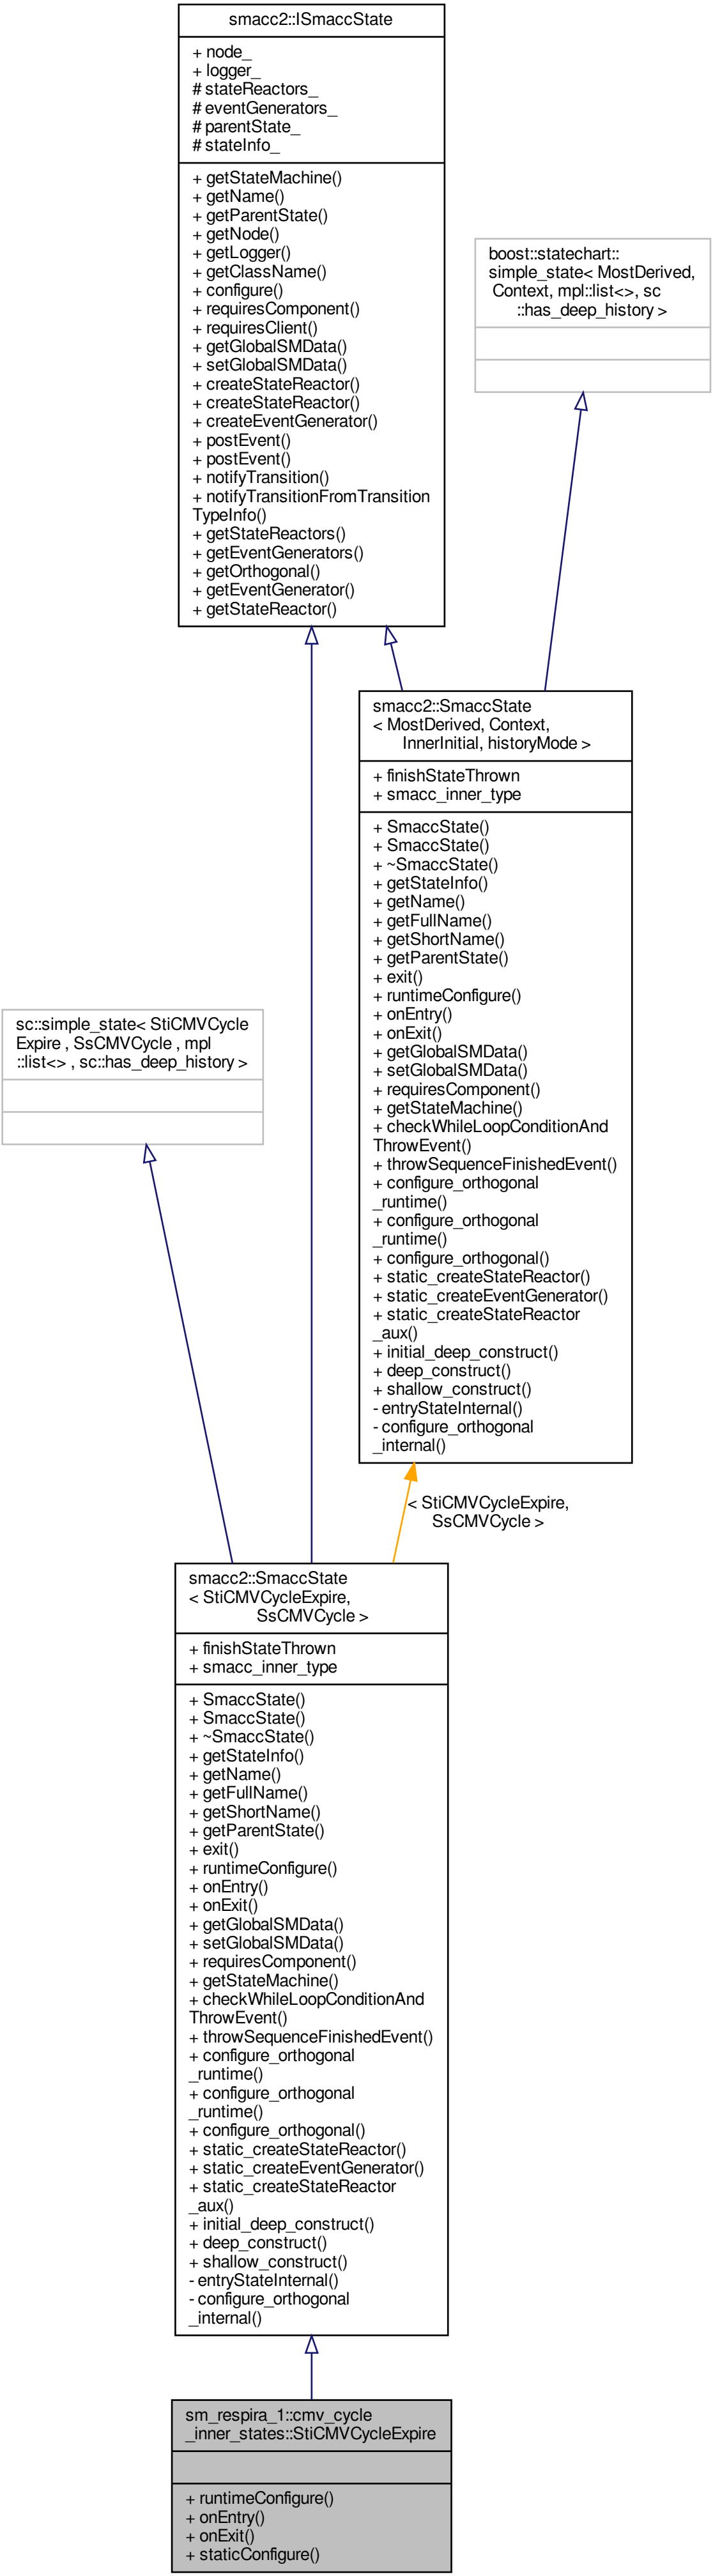 smacc2::ISmaccState
+ node_
+ logger_
# stateReactors_
# eventGenerators_
# parentState_
# stateInfo_
+ getStateMachine()
+ getName()
+ getParentState()
+ getNode()
+ getLogger()
+ getClassName()
+ configure()
+ requiresComponent()
+ requiresClient()
+ getGlobalSMData()
+ setGlobalSMData()
+ createStateReactor()
+ createStateReactor()
+ createEventGenerator()
+ postEvent()
+ postEvent()
+ notifyTransition()
+ notifyTransitionFromTransition
TypeInfo()
+ getStateReactors()
+ getEventGenerators()
+ getOrthogonal()
+ getEventGenerator()
+ getStateReactor()
boost::statechart::
simple_state< MostDerived,
Context, mpl::list<>, sc
::has_deep_history >
smacc2::SmaccState
< MostDerived, Context,
InnerInitial, historyMode >
+ finishStateThrown
+ smacc_inner_type
+ SmaccState()
+ SmaccState()
+ ~SmaccState()
+ getStateInfo()
+ getName()
+ getFullName()
+ getShortName()
+ getParentState()
+ exit()
+ runtimeConfigure()
+ onEntry()
+ onExit()
+ getGlobalSMData()
+ setGlobalSMData()
+ requiresComponent()
+ getStateMachine()
+ checkWhileLoopConditionAnd
ThrowEvent()
+ throwSequenceFinishedEvent()
+ configure_orthogonal
_runtime()
+ configure_orthogonal
_runtime()
+ configure_orthogonal()
+ static_createStateReactor()
+ static_createEventGenerator()
+ static_createStateReactor
_aux()
+ initial_deep_construct()
+ deep_construct()
+ shallow_construct()
- entryStateInternal()
- configure_orthogonal
_internal()
sc::simple_state< StiCMVCycle
Expire , SsCMVCycle , mpl
::list<> , sc::has_deep_history >
< StiCMVCycleExpire,
SsCMVCycle >
smacc2::SmaccState
< StiCMVCycleExpire,
SsCMVCycle >
+ finishStateThrown
+ smacc_inner_type
+ SmaccState()
+ SmaccState()
+ ~SmaccState()
+ getStateInfo()
+ getName()
+ getFullName()
+ getShortName()
+ getParentState()
+ exit()
+ runtimeConfigure()
+ onEntry()
+ onExit()
+ getGlobalSMData()
+ setGlobalSMData()
+ requiresComponent()
+ getStateMachine()
+ checkWhileLoopConditionAnd
ThrowEvent()
+ throwSequenceFinishedEvent()
+ configure_orthogonal
_runtime()
+ configure_orthogonal
_runtime()
+ configure_orthogonal()
+ static_createStateReactor()
+ static_createEventGenerator()
+ static_createStateReactor
_aux()
+ initial_deep_construct()
+ deep_construct()
+ shallow_construct()
- entryStateInternal()
- configure_orthogonal
_internal()
sm_respira_1::cmv_cycle
_inner_states::StiCMVCycleExpire
+ runtimeConfigure()
+ onEntry()
+ onExit()
+ staticConfigure()